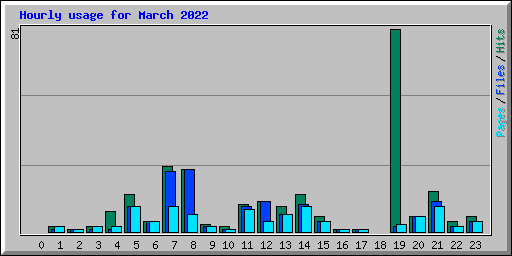 Hourly usage for March 2022
81
Pages/Files/Hits
0 1 2 3 4 5 6 7 8 9 10 11 12 13 14 15 16 17 18 19 20 21 22 23